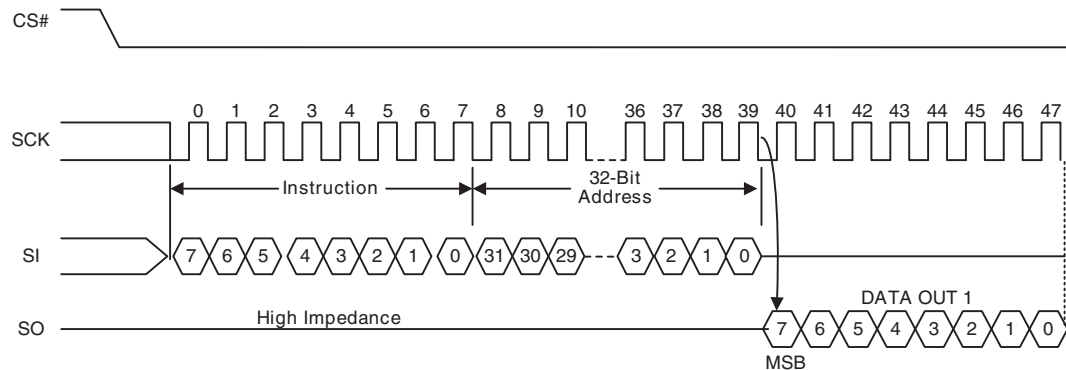 CS#
0 1 2 3 4 5 6 7 8 9 10 36 37 38 39 40 41 42 43 44 45 46 47
SCK
Instruction
32-Bit
Address
SI
7 6 5 4 3 2 1 0 31 30 29 3 2 1 0
DATA OUT 1
High Impedance
SO
7 6 5 4 3 2 1 0
MSB